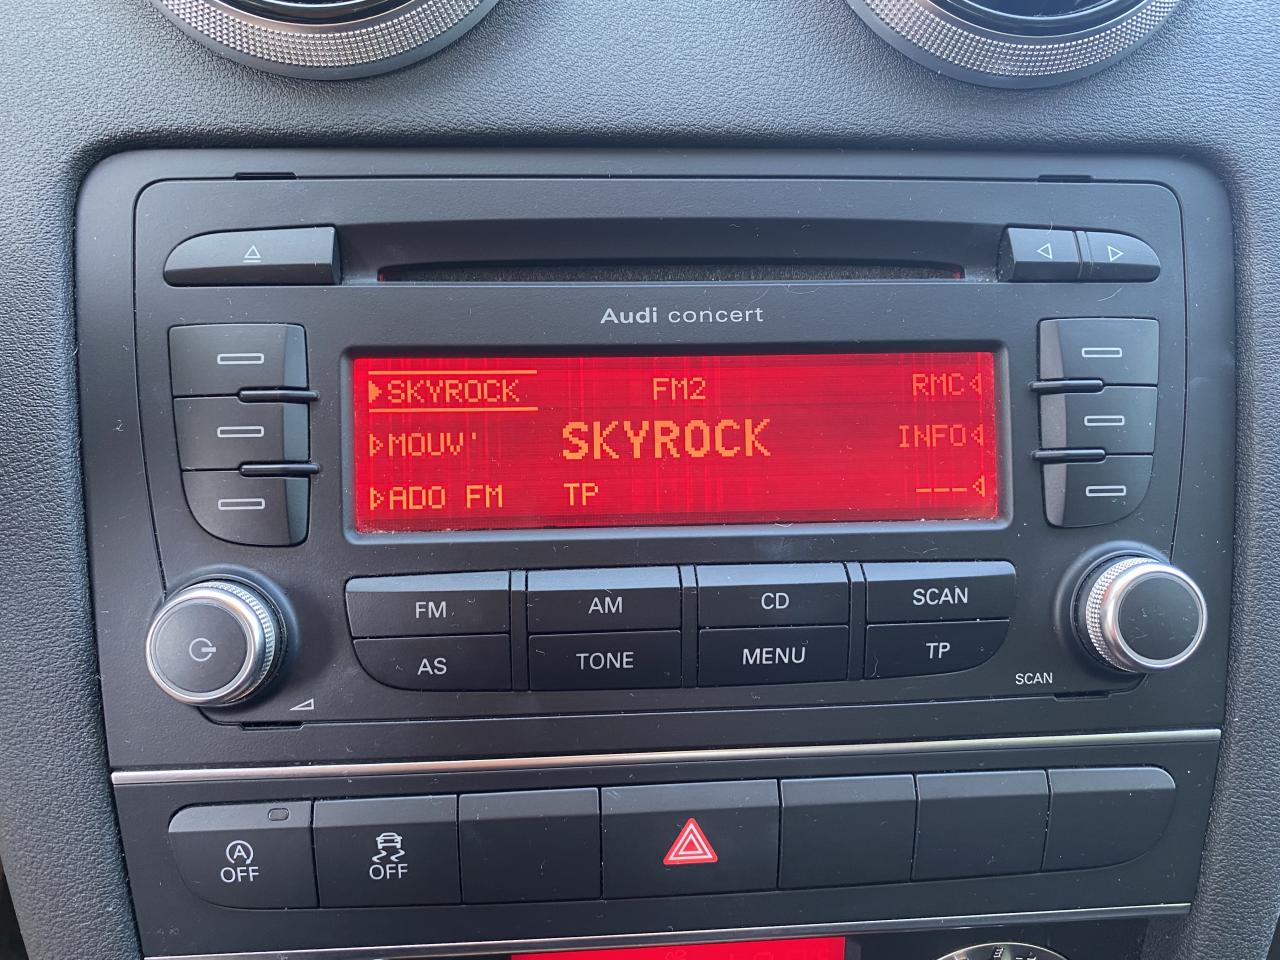 Audi concert
SKYROCK FM2 RMC
MOUV' SKYROCK INFO
ADO FM TP ---
FM AM CD SCAN
AS TONE MENU TP
SCAN
A
OFF OFF